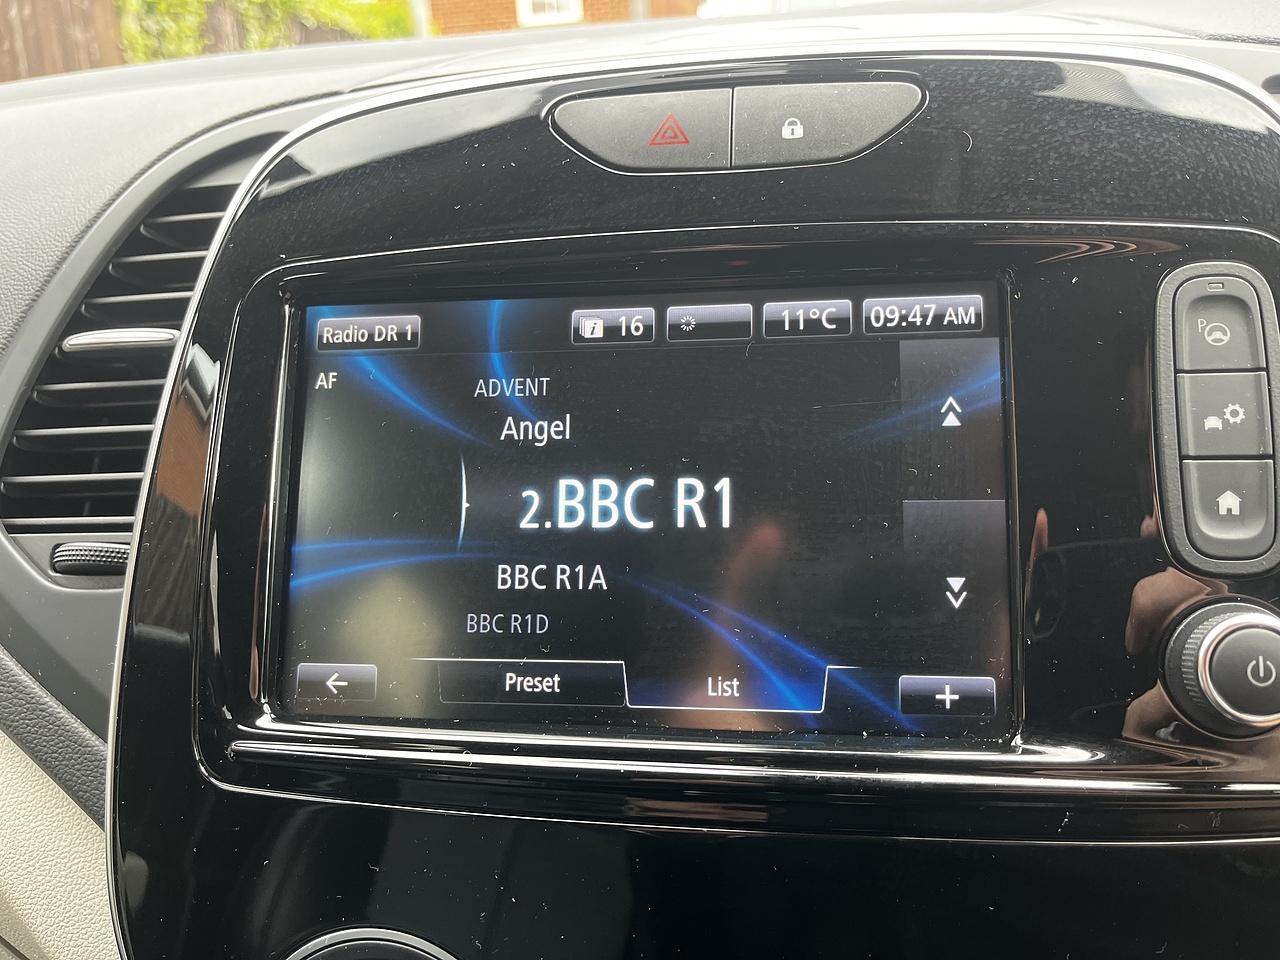 Radio DR 1
i 16
11°C
09:47 AM
AF
ADVENT
Angel
2.BBC R1
BBC R1A
BBC R1D
Preset
List
+
P